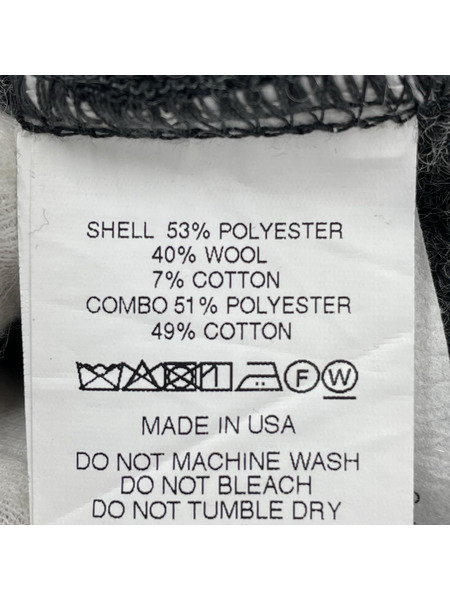 SHELL 53% POLYESTER
40% WOOL
7% COTTON
COMBO 51% POLYESTER
49% COTTON
F W
MADE IN USA
DO NOT MACHINE WASH
DO NOT BLEACH
DO NOT TUMBLE DRY